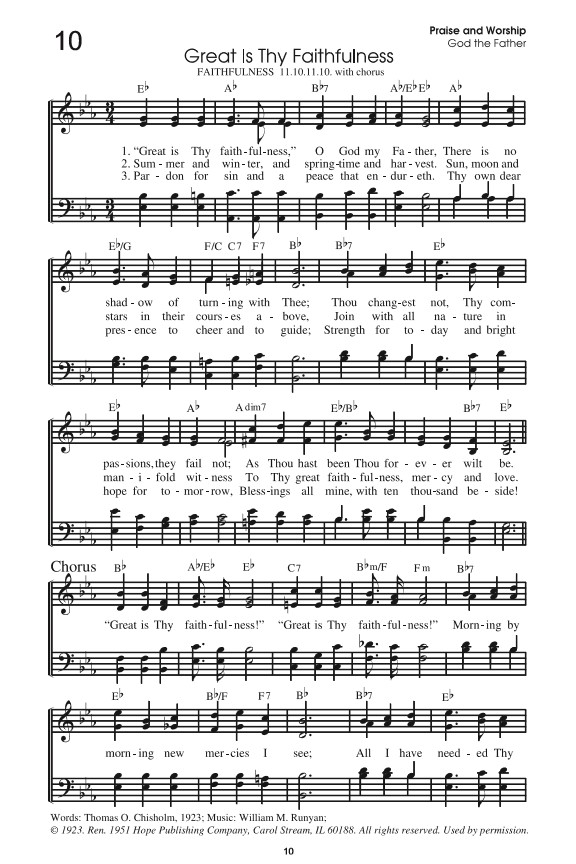 10
Praise and Worship
God the Father
Great Is Thy Faithfulness
FAITHFULNESS 11.10.11.10. with chorus
E♭ A♭ B♭7 A♭/E♭ E♭ A♭
1. “Great is Thy faith-ful-ness,” O God my Fa-ther, There is no
2. Sum-mer and win-ter, and spring-time and har-vest. Sun, moon and
3. Par-don for sin and a peace that en-dur-eth. Thy own dear
E♭/G F/C C7 F7 B♭ B♭7 E♭
shad-ow of turn-ing with Thee; Thou chang-est not, Thy com-
stars in their cours-es a-bove, Join with all na-ture in
pres-ence to cheer and to guide; Strength for to-day and bright
E♭ A♭ A dim7 E♭/B♭ B♭7 E♭
pas-sions, they fail not; As Thou hast been Thou for-ev-er wilt be.
man-i-fold wit-ness To Thy great faith-ful-ness, mer-cy and love.
hope for to-mor-row, Bless-ings all mine, with ten thou-sand be-side!
Chorus
B♭ A♭/E♭ E♭ C7 B♭m/F Fm B♭7
“Great is Thy faith-ful-ness!” “Great is Thy faith-ful-ness!” Morn-ing by
E♭ B♭/F F7 B♭ B♭7 E♭
morn-ing new mer-cies I see; All I have need-ed Thy
Words: Thomas O. Chisholm, 1923; Music: William M. Runyan;
© 1923. Ren. 1951 Hope Publishing Company, Carol Stream, IL 60188. All rights reserved. Used by permission.
10